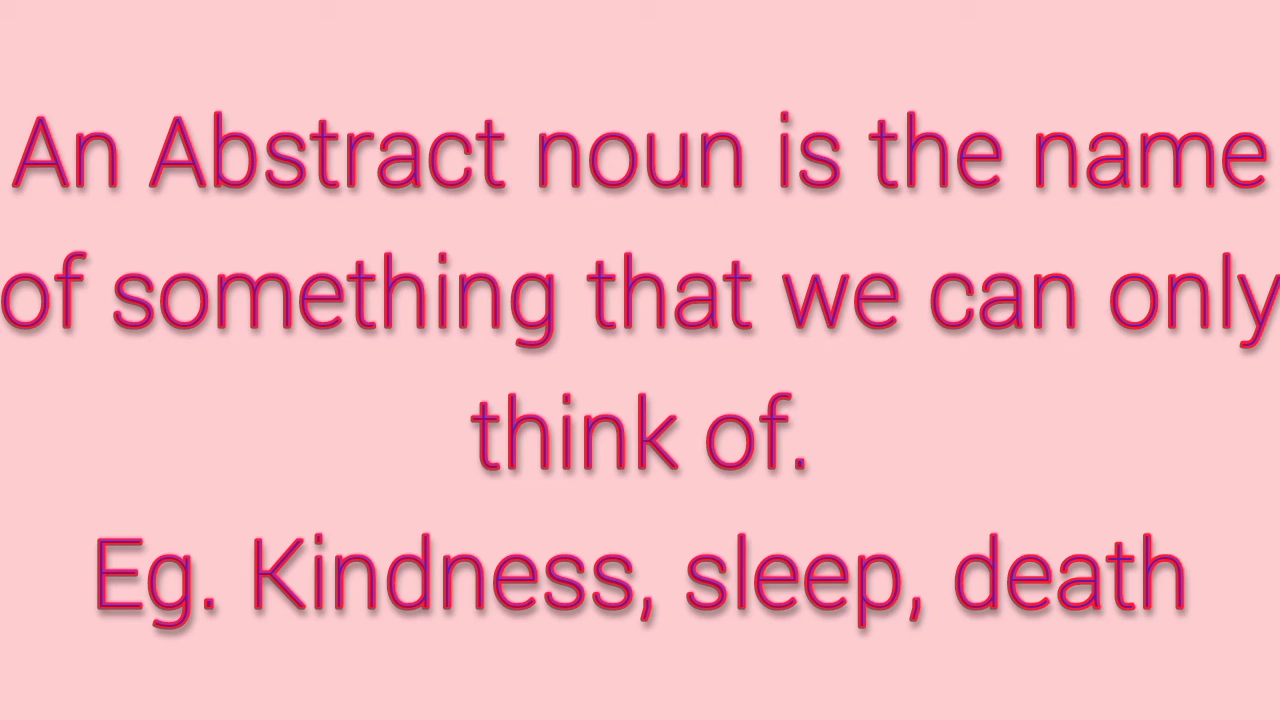 An Abstract noun is the name
of something that we can only
think of.
Eg. Kindness, sleep, death